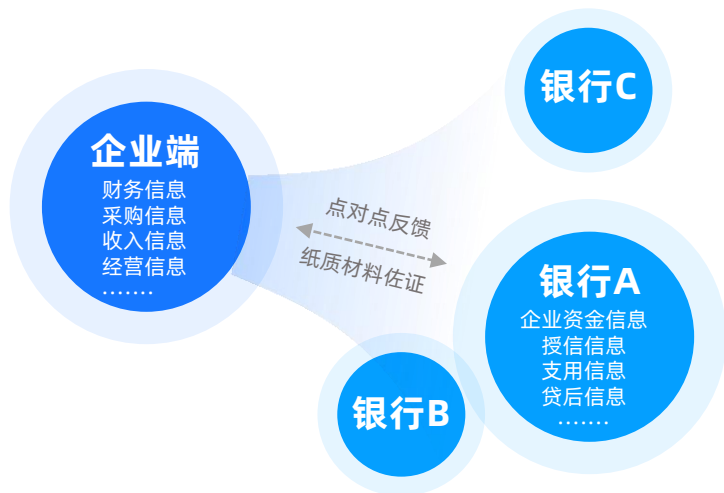 企业端
财务信息
采购信息
收入信息
经营信息
.......
点对点反馈
纸质材料佐证
银行C
银行A
企业资金信息
授信信息
支用信息
贷后信息
.......
银行B